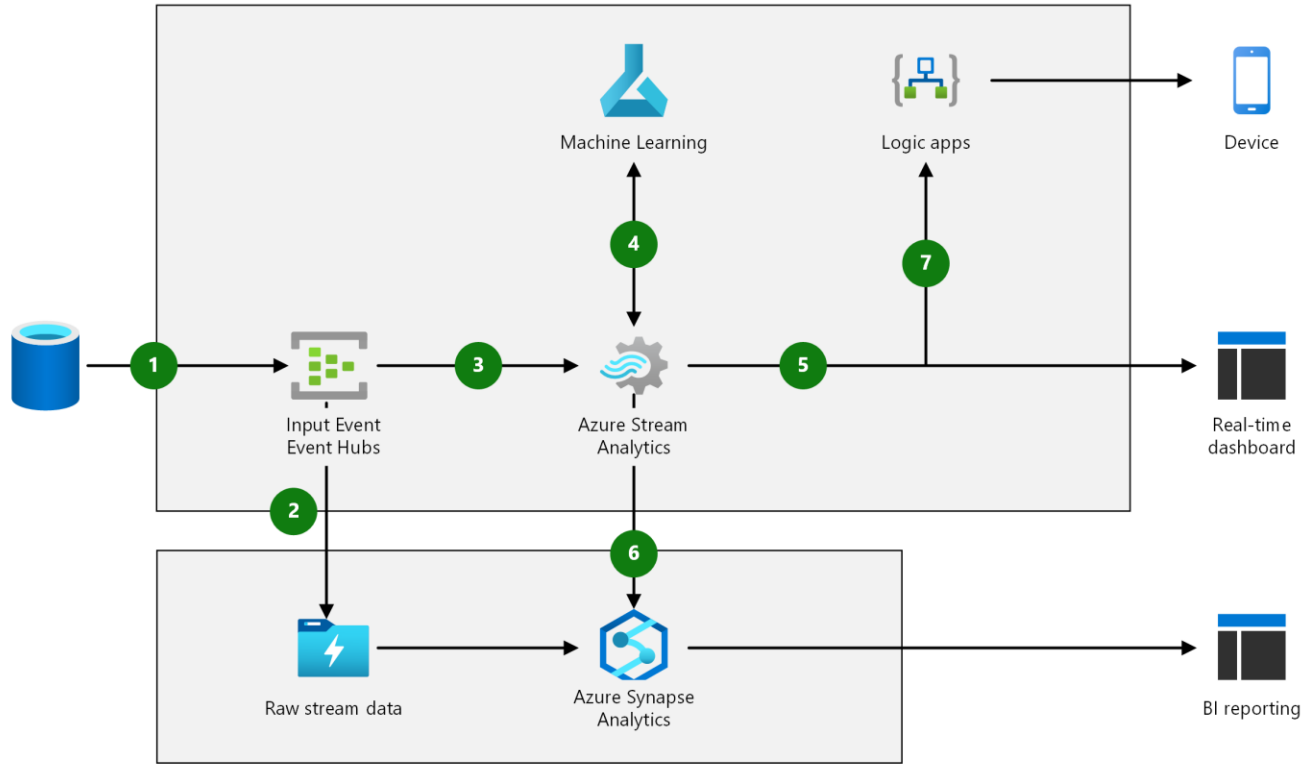 Machine Learning
Logic apps
Device
4
7
1
3
5
Input Event
Event Hubs
Azure Stream
Analytics
Real-time
dashboard
2
6
Raw stream data
Azure Synapse
Analytics
BI reporting